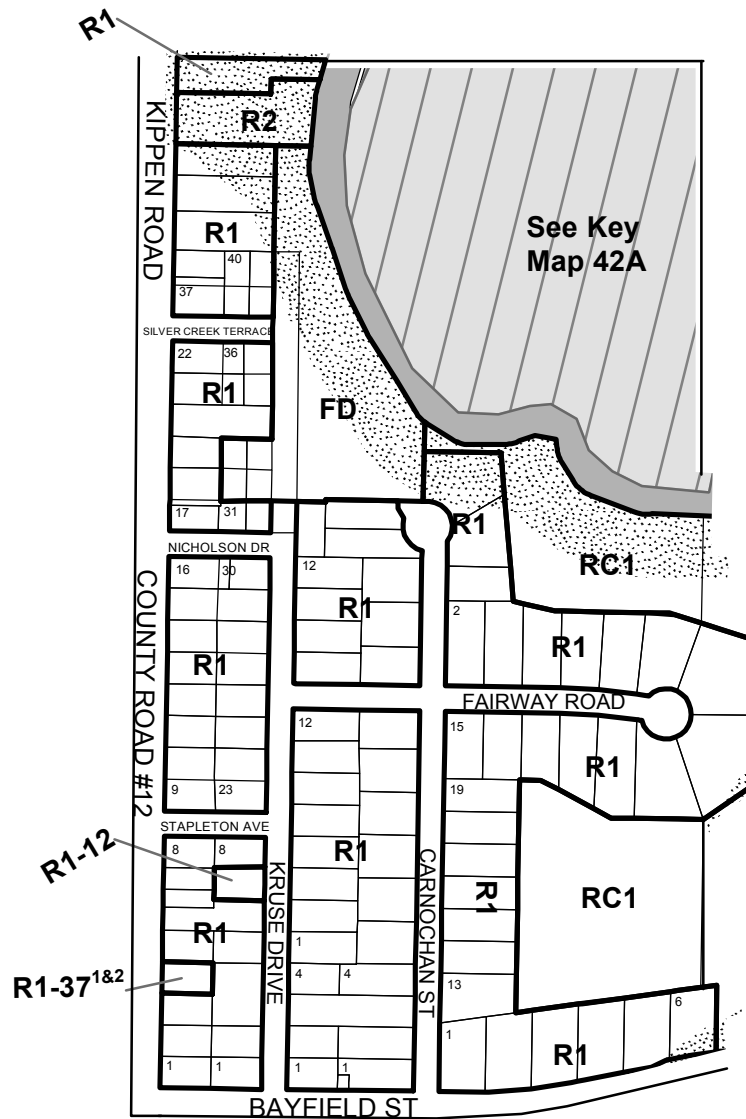 R1
KIPPEN ROAD
R2
See Key
Map 42A
R1
40
37
SILVER CREEK TERRACE
22
36
R1
FD
17
31
R1
NICHOLSON DR
RC1
COUNTY ROAD #12
16
30
12
R1
2
R1
R1
FAIRWAY ROAD
12
15
R1
9
23
19
STAPLETON AVE
R1-12
8
8
R1
KRUSE DRIVE
CARNOCHAN ST
R1
RC1
R1
1
R1-37 1&2
4
4
13
6
1
R1
1
1
1
1
BAYFIELD ST